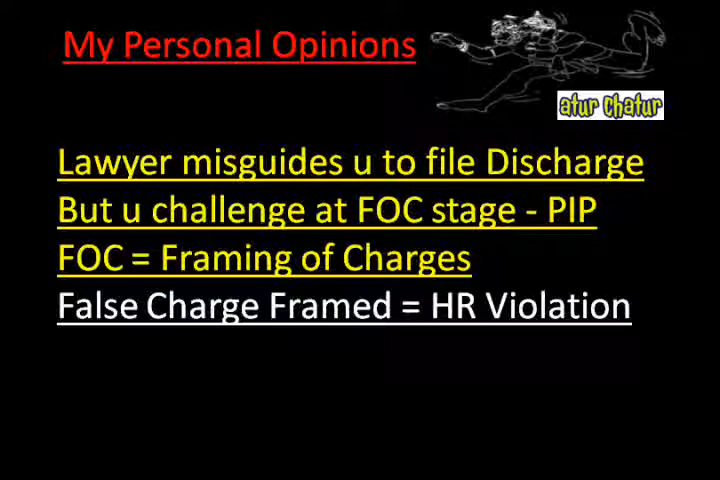 My Personal Opinions
atur chatur
Lawyer misguides u to file Discharge
But u challenge at FOC stage - PIP
FOC = Framing of Charges
False Charge Framed = HR Violation